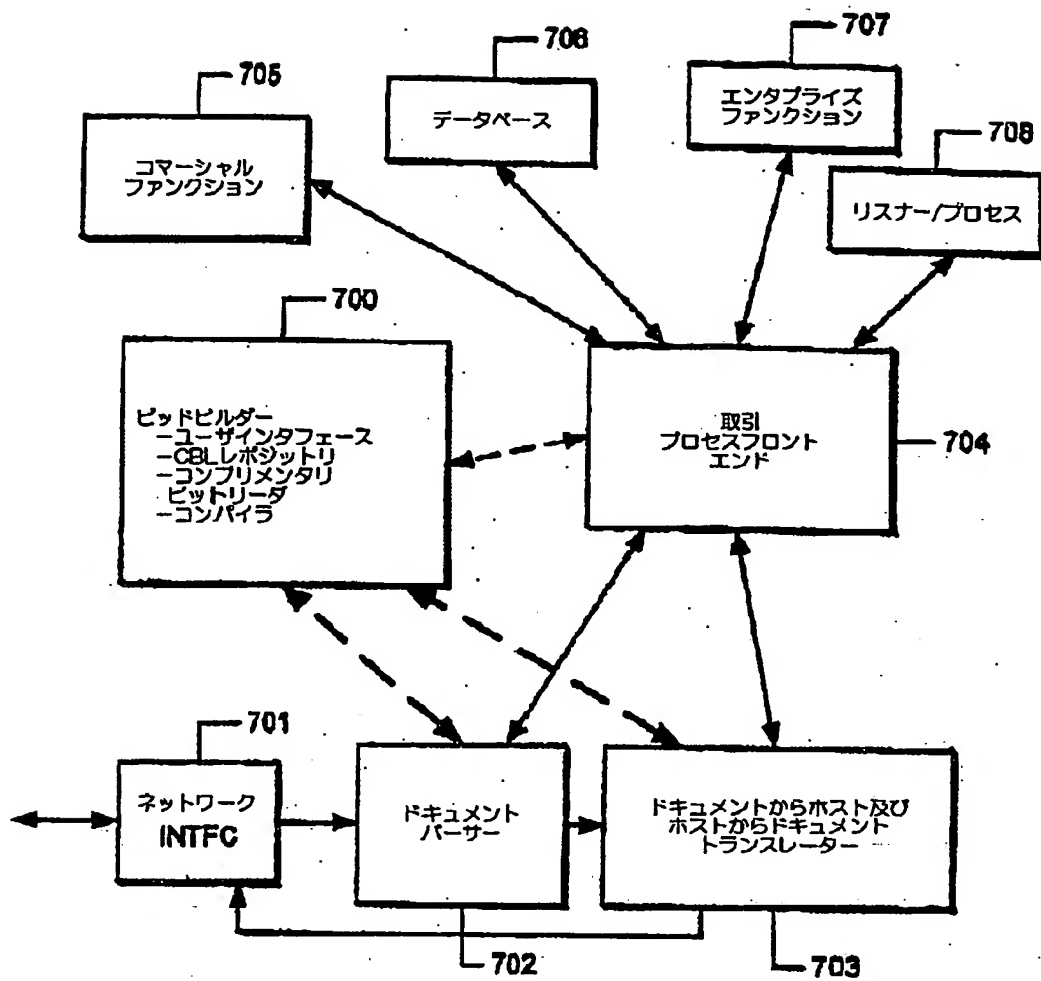 706
707
705
データベース
エンタプライズ
ファンクション
708
コマーシャル
ファンクション
リスナー/プロセス
700
ビッドビルダー
ーユーザインタフェース
ーCBLレポジットリ
ーコンプリメンタリ
ビットリーダ
ーコンパイラ
取引
プロセスフロント
エンド
704
701
ネットワーク
INTFC
ドキュメント
パーサー
ドキュメントからホスト及び
ホストからドキュメント
トランスレーター
702
703